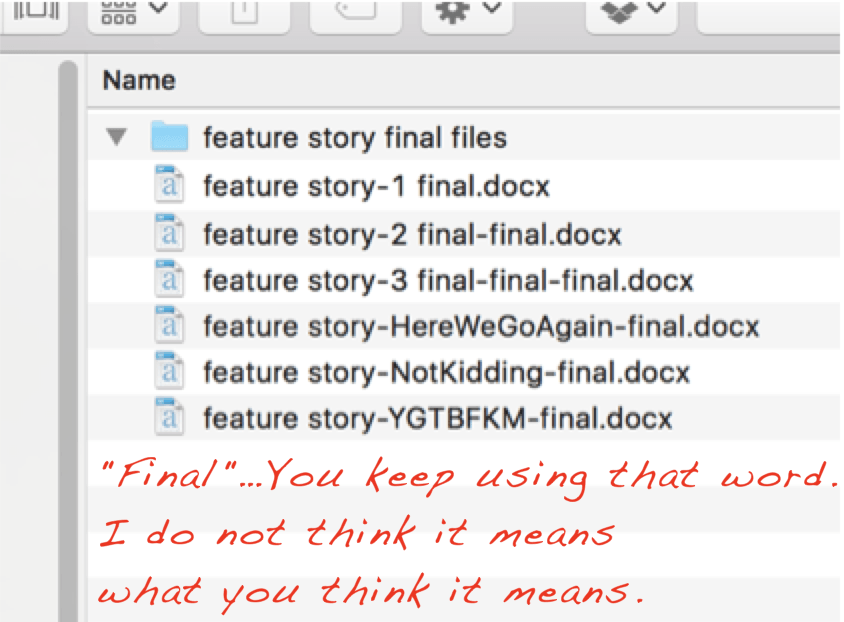 Name
feature story final files
feature story-1 final.docx
feature story-2 final-final.docx
feature story-3 final-final-final.docx
feature story-HereWeGoAgain-final.docx
feature story-NotKidding-final.docx
feature story-YGTBFKM-final.docx
"Final"...You keep using that word.
I do not think it means
what you think it means.